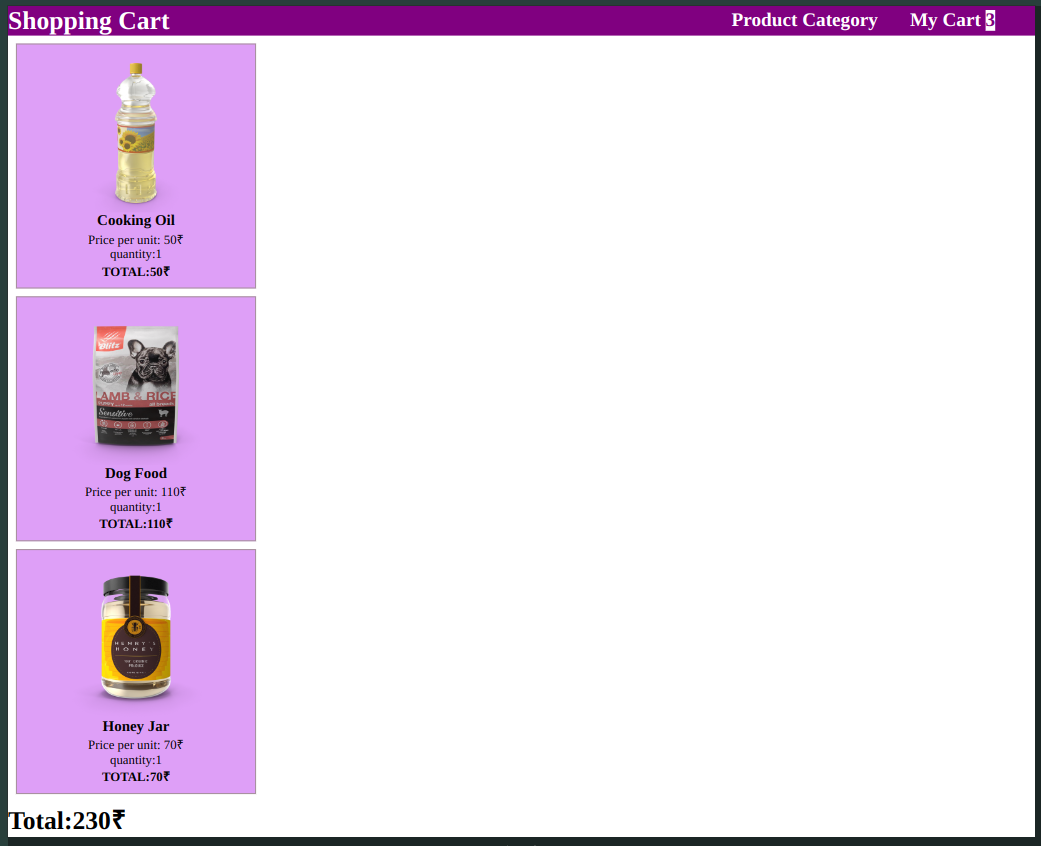 Shopping Cart
Product Category
My Cart 3
Cooking Oil
Price per unit: 50₹
quantity:1
TOTAL:50₹
Blitz
LAMB & RICE
Sensitive
Dog Food
Price per unit: 110₹
quantity:1
TOTAL:110₹
HENRY'S
HONEY
Honey Jar
Price per unit: 70₹
quantity:1
TOTAL:70₹
Total:230₹